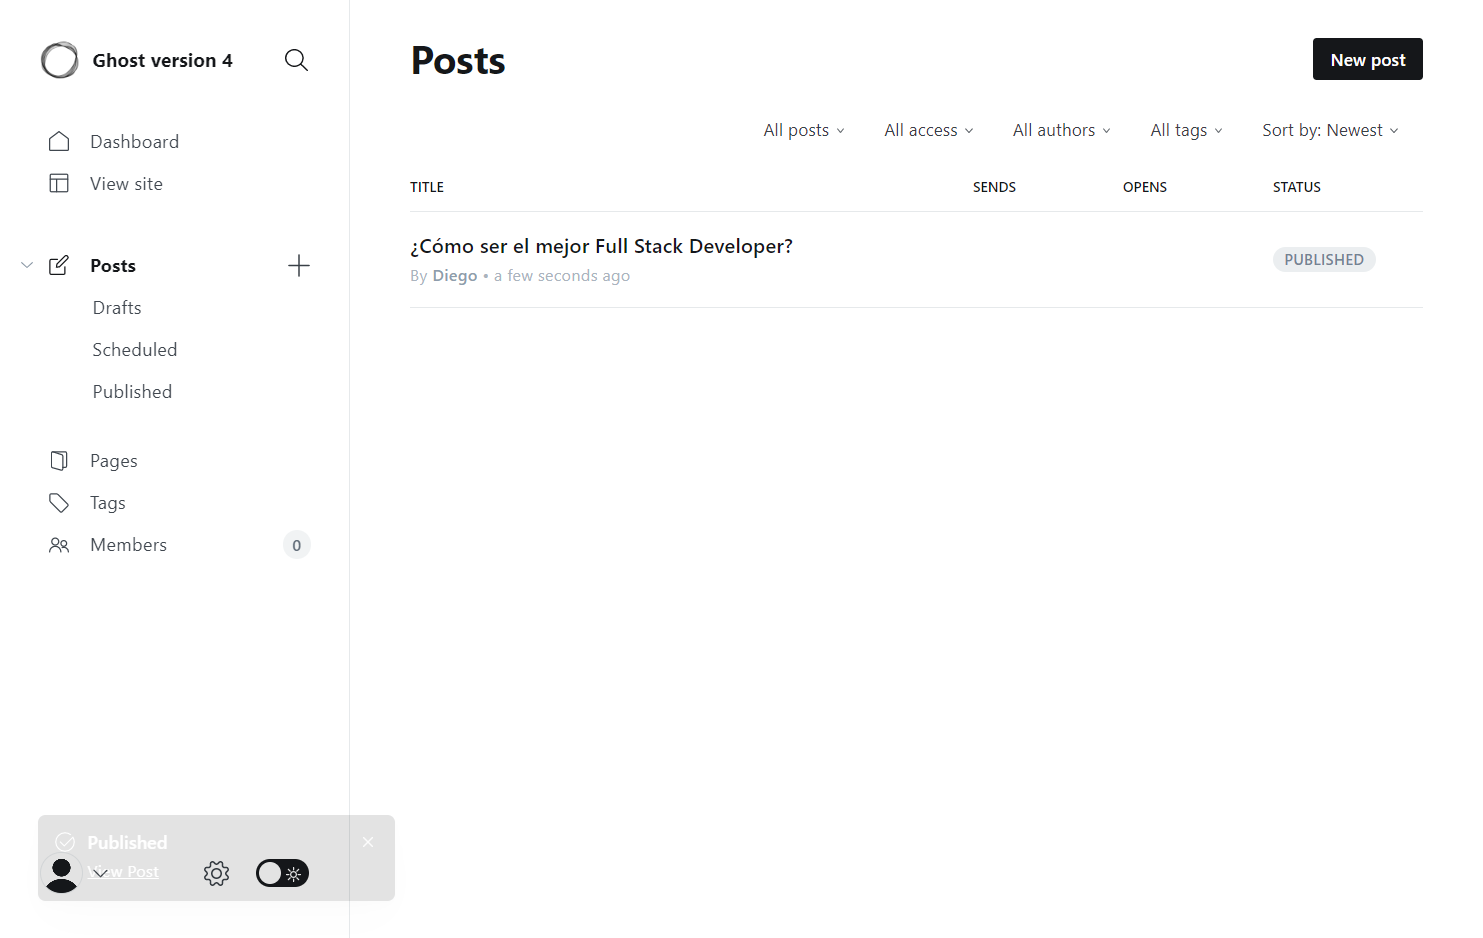 Ghost version 4
Dashboard
View site
Posts
Drafts
Scheduled
Published
Pages
Tags
Members 0
Published
View Post
Posts
New post
All posts All access All authors All tags Sort by: Newest
TITLE SENDS OPENS STATUS
¿Cómo ser el mejor Full Stack Developer?
By Diego • a few seconds ago
PUBLISHED